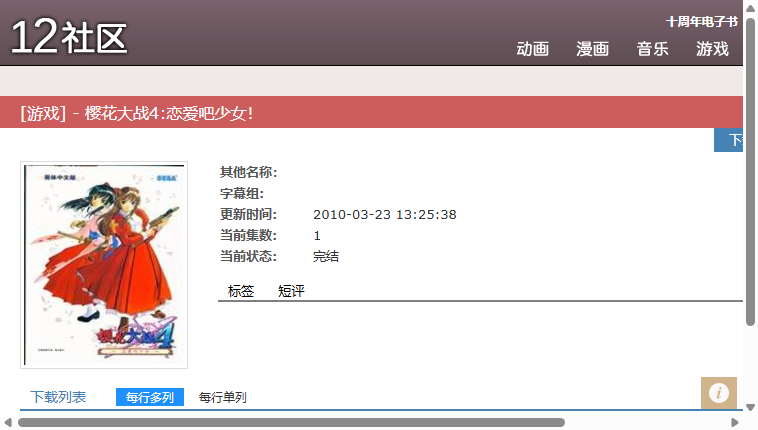 12社区
十周年电子书
动画 漫画 音乐 游戏
[游戏] - 樱花大战4:恋爱吧少女!
其他名称:
字幕组:
更新时间: 2010-03-23 13:25:38
当前集数: 1
当前状态: 完结
标签 短评
简体中文版 SEGA
樱花大战4
下载列表 每行多列 每行单列
i